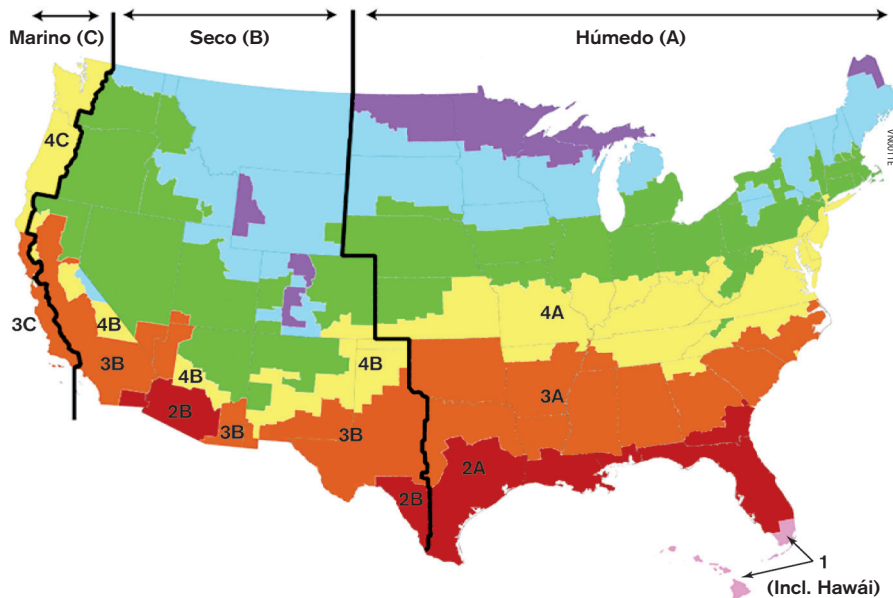 Marino (C) Seco (B) Húmedo (A)
4C
3C
4B
3B
4B
2B
3B
4B
3B
2B
4A
3A
2A
1
(Incl. Hawái)